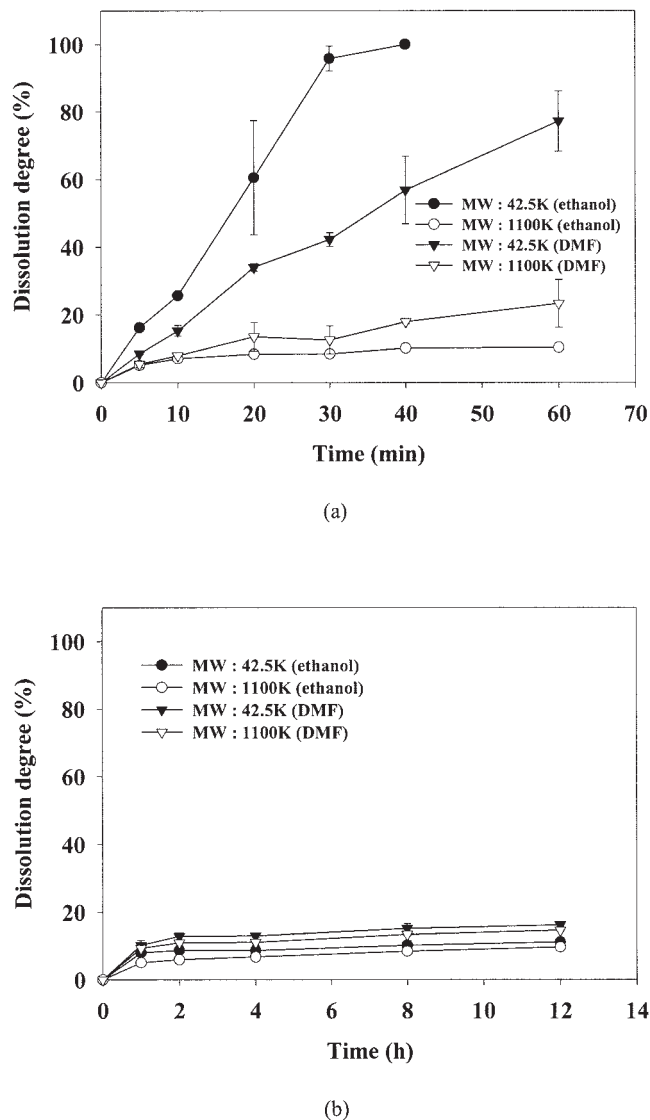 100
80
60
40
20
0
Dissolution degree (%)
MW : 42.5K (ethanol)
MW : 1100K (ethanol)
MW : 42.5K (DMF)
MW : 1100K (DMF)
0 10 20 30 40 50 60 70
Time (min)
(a)
100
80
60
40
20
0
Dissolution degree (%)
MW : 42.5K (ethanol)
MW : 1100K (ethanol)
MW : 42.5K (DMF)
MW : 1100K (DMF)
0 2 4 6 8 10 12 14
Time (h)
(b)